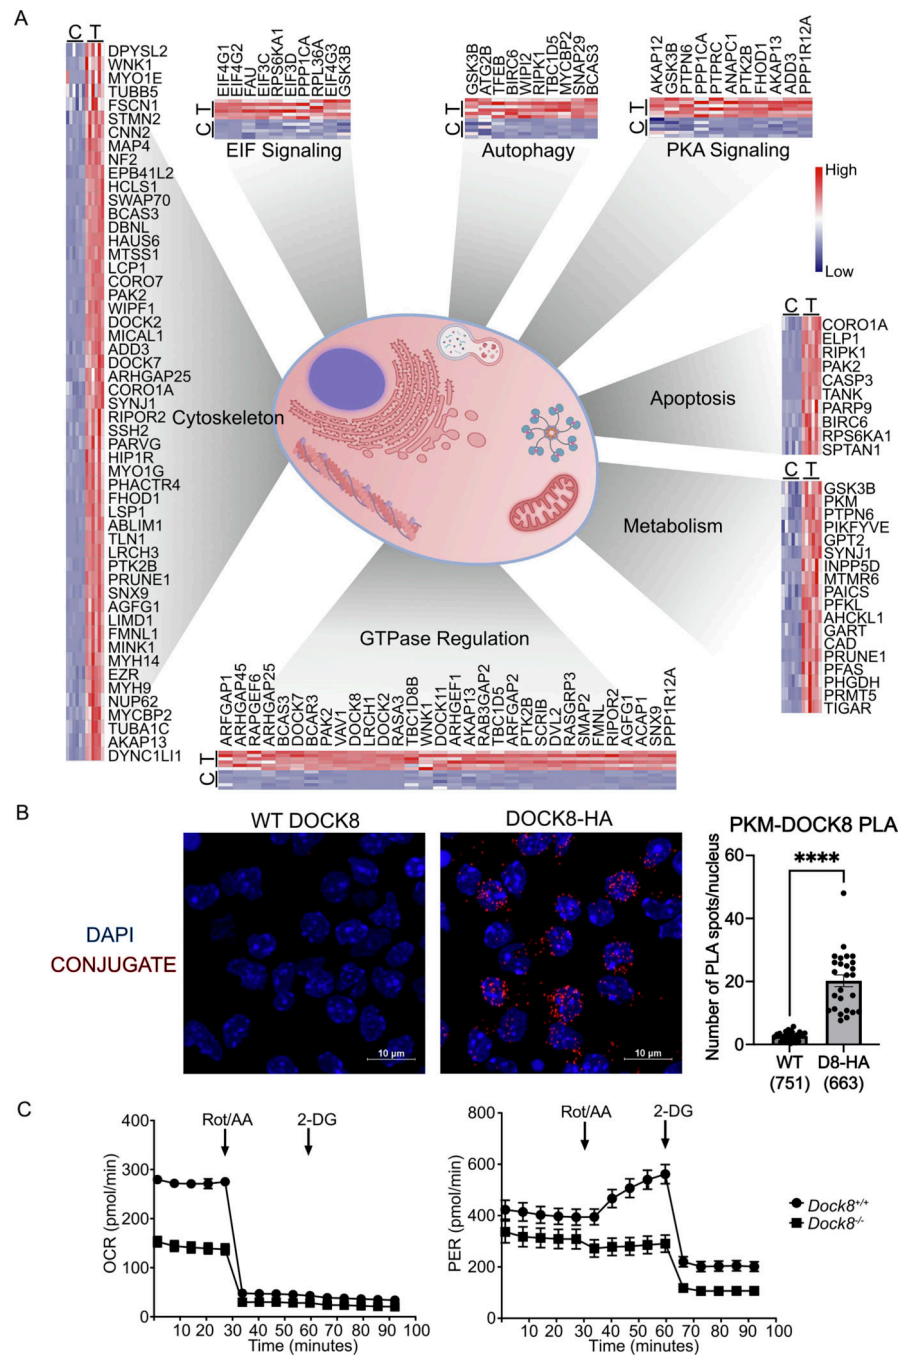 A
C T
DPYSL2
WNK1
MYO1E
TUBB5
FSCN1
STMN2
CNN2
MAP4
NF2
EPB41L2
HCLS1
SWAP70
BCAS3
DBNL
HAUS6
MTSS1
LCP1
CORO7
PAK2
WIPF1
DOCK2
MICAL1
ADD3
DOCK7
ARHGAP25
CORO1A
SYNJ1
RIPOR2
SSH2
PARVG
HIP1R
MYO1G
PHACTR4
FHOD1
LSP1
ABLIM1
TLN1
LRCH3
PTK2B
PRUNE1
SNX9
AGFG1
LIMD1
FMNL1
MINK1
MYH14
EZR
MYH9
NUP62
MYCBP2
TUBA1C
AKAP13
DYNC1LI1
Cytoskeleton
EIF4G1
EIF4G2
FAU
EIF3C
RPS6KA1
EIF3D
PPP1CA
RPL36A
EIF4G3
GSK3B
T
C
EIF Signaling
GSK3B
ATG2B
TFEB
BIRC6
WIPI2
RIPK1
TBC1D5
MYCBP2
SNAP29
BCAS3
T
C
Autophagy
AKAP12
GSK3B
PTPN6
PPP1CA
PTPRC
ANAPC1
PTK2B
FHOD1
AKAP13
ADD3
PPP1R12A
T
C
PKA Signaling
High
Low
C T
CORO1A
ELP1
RIPK1
PAK2
CASP3
TANK
PARP9
BIRC6
RPS6KA1
SPTAN1
Apoptosis
C T
GSK3B
PKM
PTPN6
PIKFYVE
GPT2
SYNJ1
INPP5D
MTMR6
PAICS
PFKL
AHCKL1
GART
CAD
PRUNE1
PFAS
PHGDH
PRMT5
TIGAR
Metabolism
GTPase Regulation
ARFGAP1
ARHGAP45
RAPGEF6
ARHGAP25
BCAS3
DOCK7
BCAR3
PAK2
VAV1
DOCK8
LRCH1
DOCK2
RASA3
TBC1D8B
WNK1
DOCK11
ARHGEF1
AKAP13
RAB3GAP2
TBC1D5
ARFGAP2
PTK2B
SCRIB
DVL2
RASGRP3
SMAP2
FMNL
RIPOR2
AGFG1
ACAP1
SNX9
PPP1R12A
T
C
B
WT DOCK8
DOCK8-HA
DAPI
CONJUGATE
10 µm
10 µm
PKM-DOCK8 PLA
Number of PLA spots/nucleus
60
40
20
0
****
WT D8-HA
(751) (663)
C
OCR (pmol/min)
400
300
200
100
0
Rot/AA 2-DG
10 20 30 40 50 60 70 80 90 100
Time (minutes)
PER (pmol/min)
800
600
400
200
0
Rot/AA 2-DG
10 20 30 40 50 60 70 80 90 100
Time (minutes)
Dock8+/+
Dock8-/-